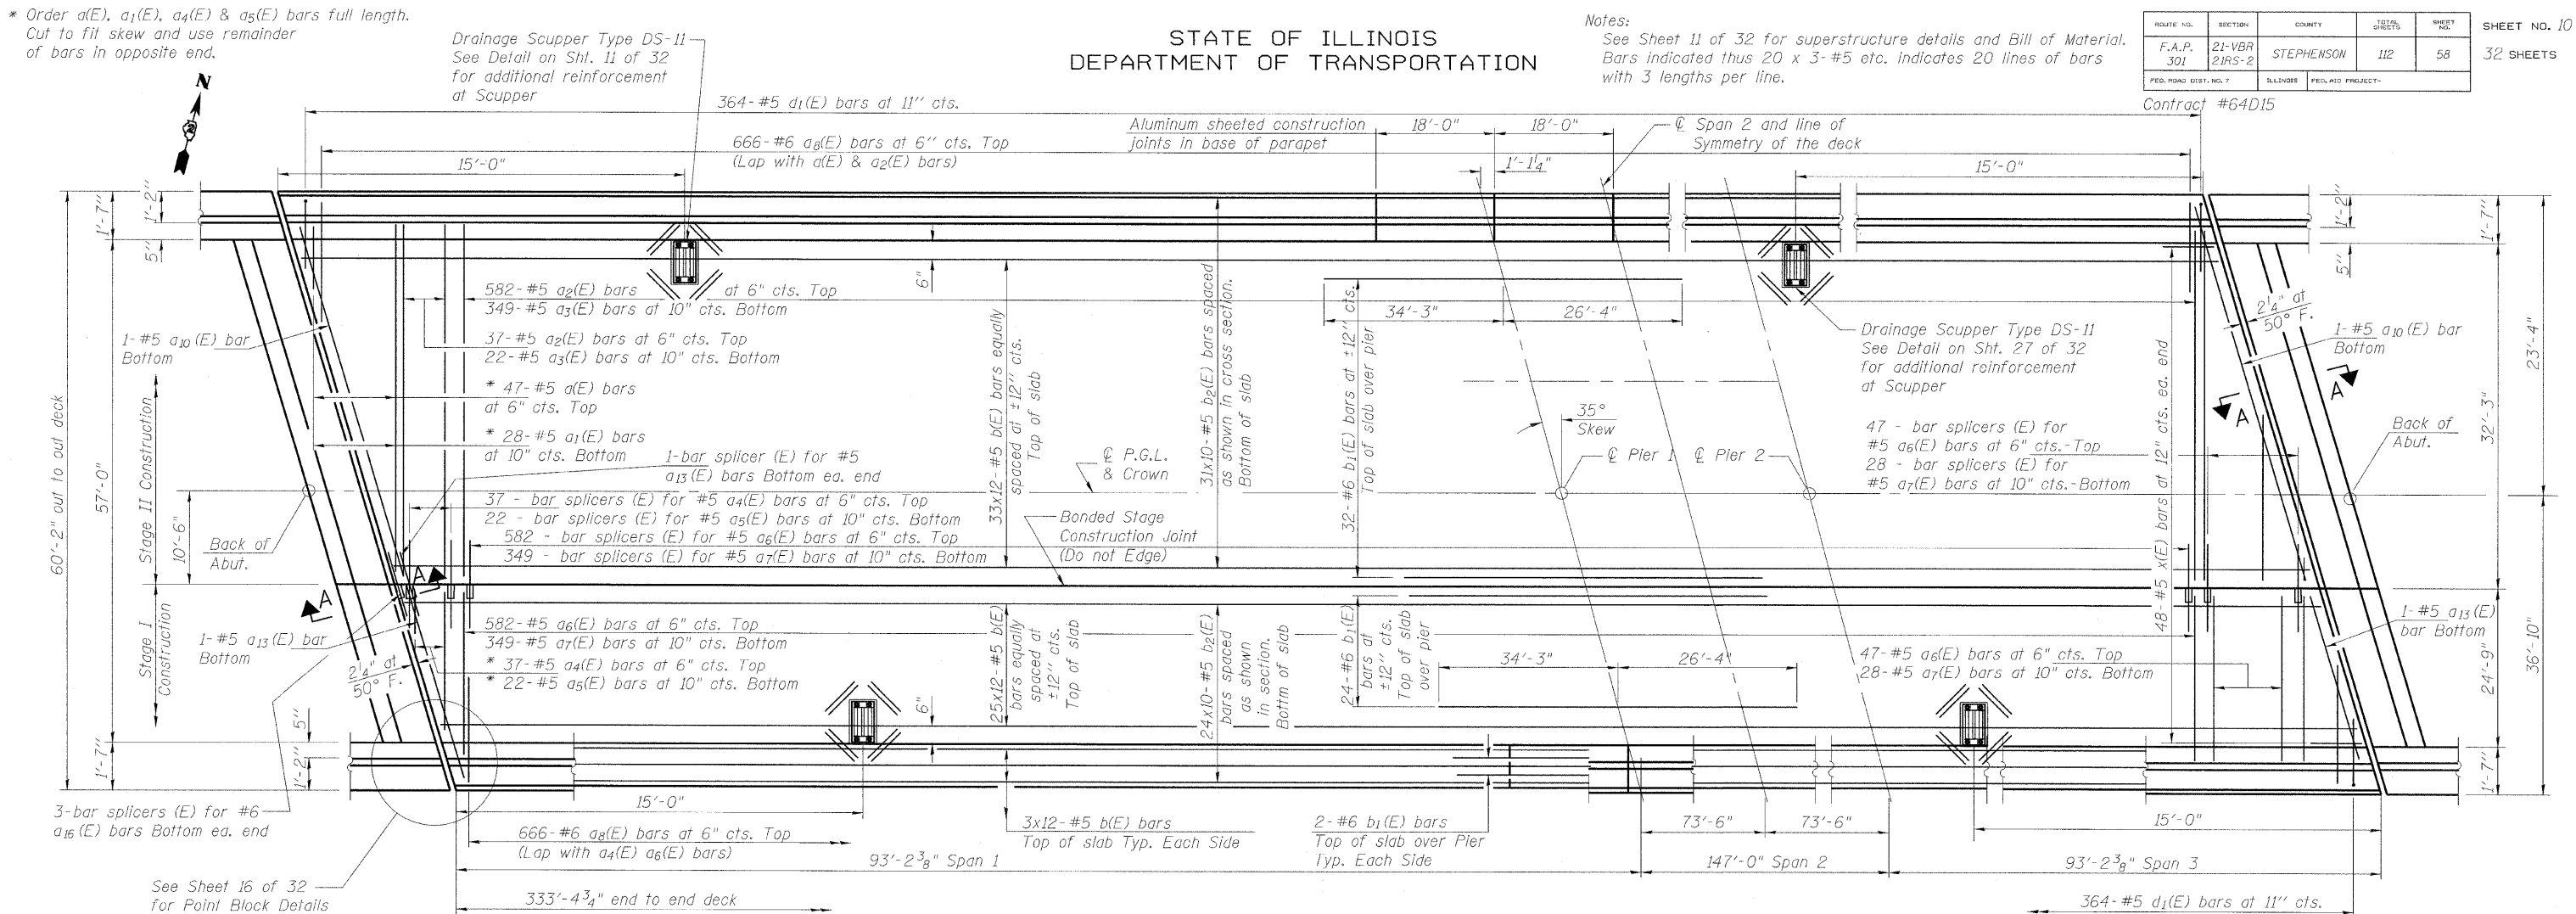 * Order a(E), a1(E), a4(E) & a5(E) bars full length.
Cut to fit skew and use remainder
of bars in opposite end.
N
Drainage Scupper Type DS-11
See Detail on Sht. 11 of 32
for additional reinforcement
at Scupper
STATE OF ILLINOIS
DEPARTMENT OF TRANSPORTATION
Notes:
See Sheet 11 of 32 for superstructure details and Bill of Material.
Bars indicated thus 20 x 3-#5 etc. indicates 20 lines of bars
with 3 lengths per line.
ROUTE NO. SECTION COUNTY TOTAL SHEETS SHEET NO.
F.A.P. 301 21-VBR 21RS-2 STEPHENSON 112 58
FED. ROAD DIST. NO. 7 ILLINOIS FED. AID PROJECT-
SHEET NO. 10
32 SHEETS
Contract #64D15
364-#5 d1(E) bars at 11" cts.
666-#6 a8(E) bars at 6" cts. Top
(Lap with a(E) & a2(E) bars)
15'-0"
Aluminum sheeted construction
joints in base of parapet
18'-0"
18'-0"
1'-1¼"
℄ Span 2 and line of
Symmetry of the deck
15'-0"
1'-7"
1'-2"
5"
60'-2" out to out deck
57'-0"
Stage II Construction
10'-6"
Stage I
Construction
1-#5 a10(E) bar
Bottom
582-#5 a2(E) bars at 6" cts. Top
349-#5 a3(E) bars at 10" cts. Bottom
37-#5 a2(E) bars at 6" cts. Top
22-#5 a3(E) bars at 10" cts. Bottom
* 47-#5 a(E) bars
at 6" cts. Top
* 28-#5 a1(E) bars
at 10" cts. Bottom
1-bar splicer (E) for #5
a13(E) bars Bottom ea. end
37 - bar splicers (E) for #5 a4(E) bars at 6" cts. Top
22 - bar splicers (E) for #5 a5(E) bars at 10" cts. Bottom
582 - bar splicers (E) for #5 a6(E) bars at 6" cts. Top
349 - bar splicers (E) for #5 a7(E) bars at 10" cts. Bottom
Back of
Abut.
A
A
6"
33x12-#5 b(E) bars equally
spaced at ±12" cts.
Top of slab
31x10-#5 b2(E) bars spaced
as shown in cross section.
Bottom of slab
32-#6 b1(E) bars at ±12" cts.
Top of slab over pier
34'-3"
26'-4"
℄ P.G.L.
& Crown
Bonded Stage
Construction Joint
(Do not Edge)
35°
Skew
℄ Pier 1
℄ Pier 2
Drainage Scupper Type DS-11
See Detail on Sht. 27 of 32
for additional reinforcement
at Scupper
47 - bar splicers (E) for
#5 a6(E) bars at 6" cts.-Top
28 - bar splicers (E) for
#5 a7(E) bars at 10" cts.-Bottom
48-#5 x(E) bars at 12" cts. ea. end
2¼" at
50° F.
1-#5 a10(E) bar
Bottom
A
A
Back of
Abut.
1'-2"
5"
1'-7"
32'-3"
23'-4"
24'-9"
36'-10"
1'-7"
1-#5 a13(E) bar
Bottom
2¼" at
50° F.
582-#5 a6(E) bars at 6" cts. Top
349-#5 a7(E) bars at 10" cts. Bottom
* 37-#5 a4(E) bars at 6" cts. Top
* 22-#5 a5(E) bars at 10" cts. Bottom
6"
25x12-#5 b(E)
bars equally
spaced at
±12" cts.
Top of slab
24x10-#5 b2(E)
bars spaced
as shown
in section.
Bottom of slab
24-#6 b1(E)
bars at
±12" cts.
Top of slab
over pier
34'-3"
26'-4"
47-#5 a6(E) bars at 6" cts. Top
28-#5 a7(E) bars at 10" cts. Bottom
1-#5 a13(E)
bar Bottom
5"
1'-2"
1'-7"
3-bar splicers (E) for #6
a16(E) bars Bottom ea. end
15'-0"
666-#6 a8(E) bars at 6" cts. Top
(Lap with a4(E) a6(E) bars)
3x12-#5 b(E) bars
Top of slab Typ. Each Side
2-#6 b1(E) bars
Top of slab over Pier
Typ. Each Side
73'-6"
73'-6"
15'-0"
93'-2⅜" Span 1
147'-0" Span 2
93'-2⅜" Span 3
See Sheet 16 of 32
for Point Block Details
333'-4¾" end to end deck
364-#5 d1(E) bars at 11" cts.